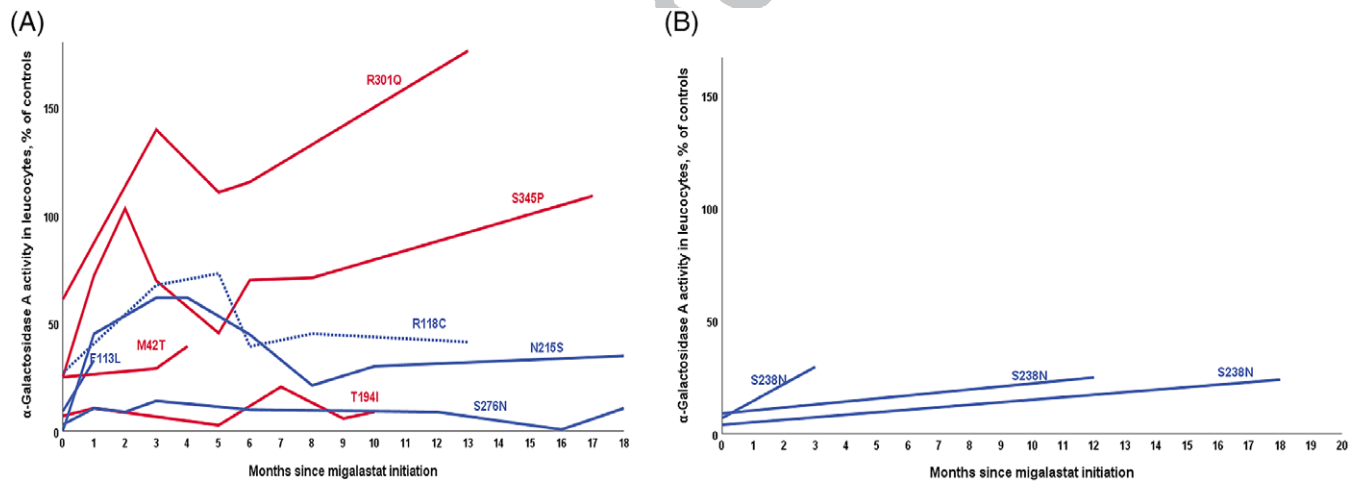 (A)
α-Galactosidase A activity in leucocytes, % of controls
150
100
50
0
R301Q
S345P
R118C
M42T
F113L
N215S
T194I
S276N
0 1 2 3 4 5 6 7 8 9 10 11 12 13 14 15 16 17 18
Months since migalastat initiation
(B)
α-Galactosidase A activity in leucocytes, % of controls
150
100
50
0
S238N S238N S238N
0 1 2 3 4 5 6 7 8 9 10 11 12 13 14 15 16 17 18 19 20
Months since migalastat initiation